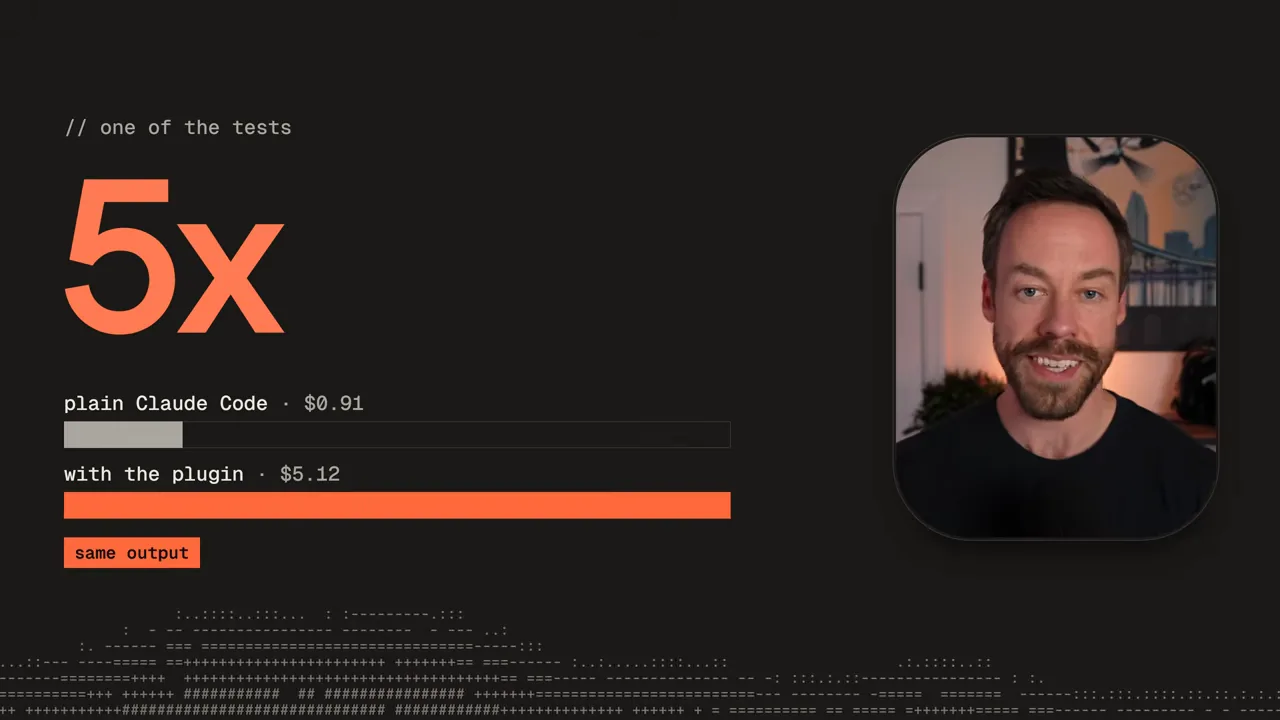 // one of the tests
5x
plain Claude Code · $0.91
with the plugin · $5.12
same output